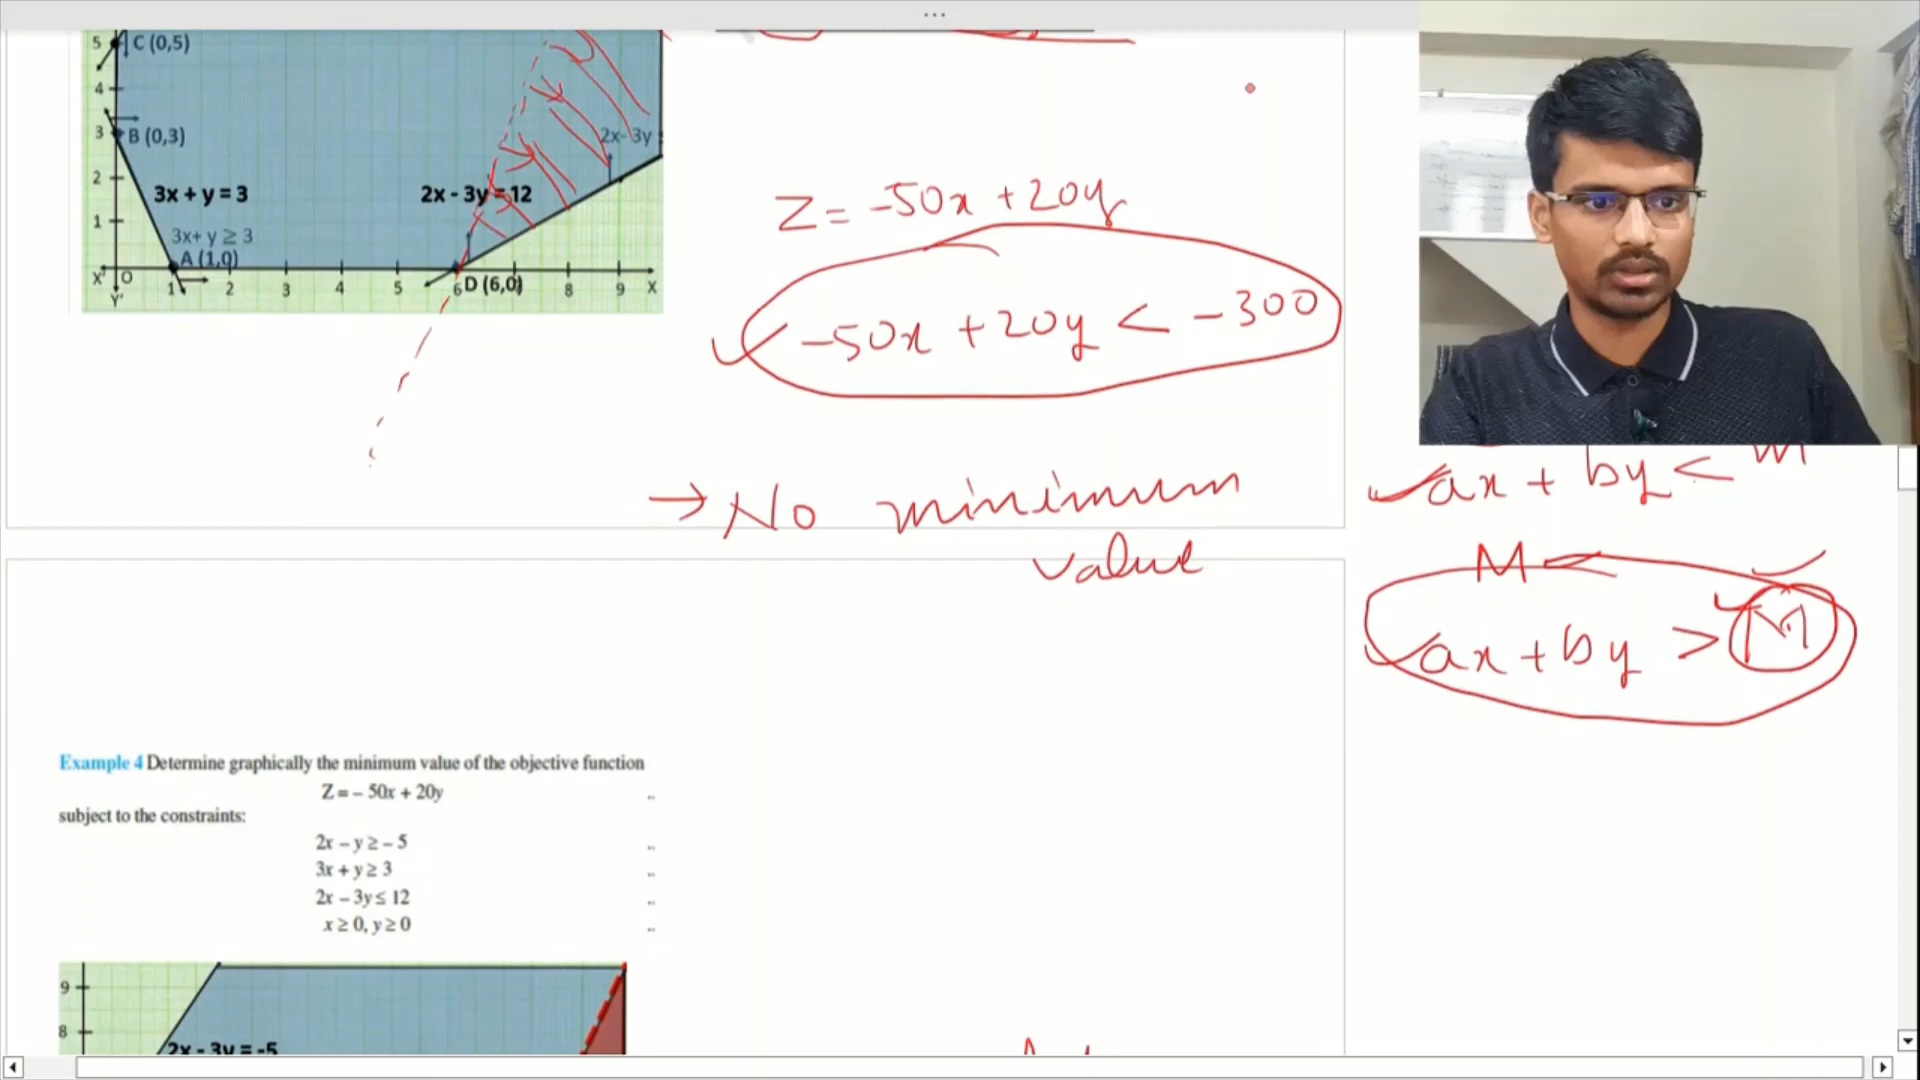 ...
5 C (0,5)
4
3 B (0,3)
2x- 3y
2
3x + y = 3
2x - 3y = 12
1
3x+ y ≥ 3
A (1,0)
X' O 1 2 3 4 5 6 D (6,0) 8 9 X
Y'
Z = -50x + 20y
-50x + 20y < -300
→ No minimum
value
ax + by < m
M
ax + by > M
Example 4 Determine graphically the minimum value of the objective function
Z = – 50x + 20y ..
subject to the constraints:
2x – y ≥ – 5 ..
3x + y ≥ 3 ..
2x – 3y ≤ 12 ..
x ≥ 0, y ≥ 0 ..
9
8
2x - 3y = -5